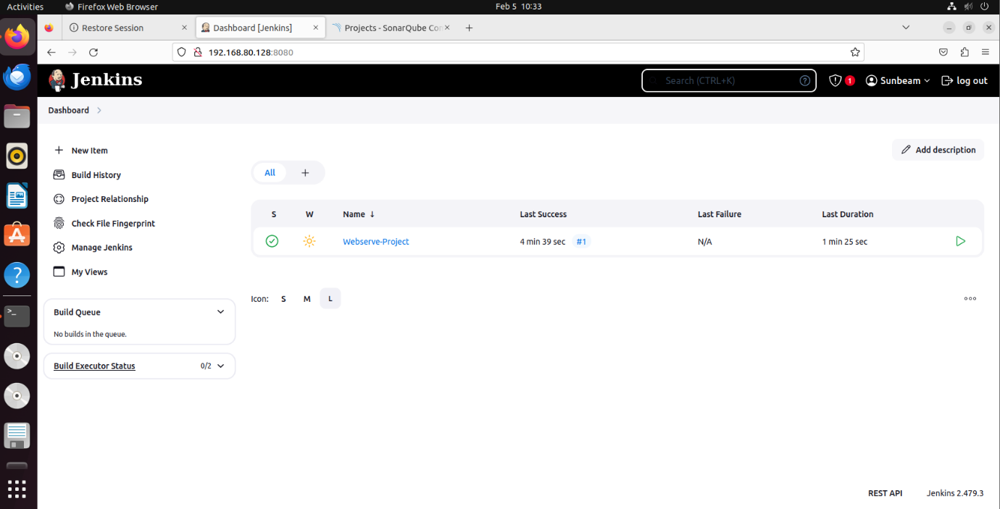 Activities Firefox Web Browser Feb 5 10:33
Restore Session Dashboard [Jenkins] Projects - SonarQube Con
192.168.80.128:8080
Jenkins Search (CTRL+K) 1 Sunbeam log out
Dashboard
New Item
Add description
Build History
All +
Project Relationship
Check File Fingerprint
Manage Jenkins
My Views
S W Name ↓ Last Success Last Failure Last Duration
Webserve-Project 4 min 39 sec #1 N/A 1 min 25 sec
Icon: S M L
Build Queue
No builds in the queue.
Build Executor Status 0/2
REST API Jenkins 2.479.3